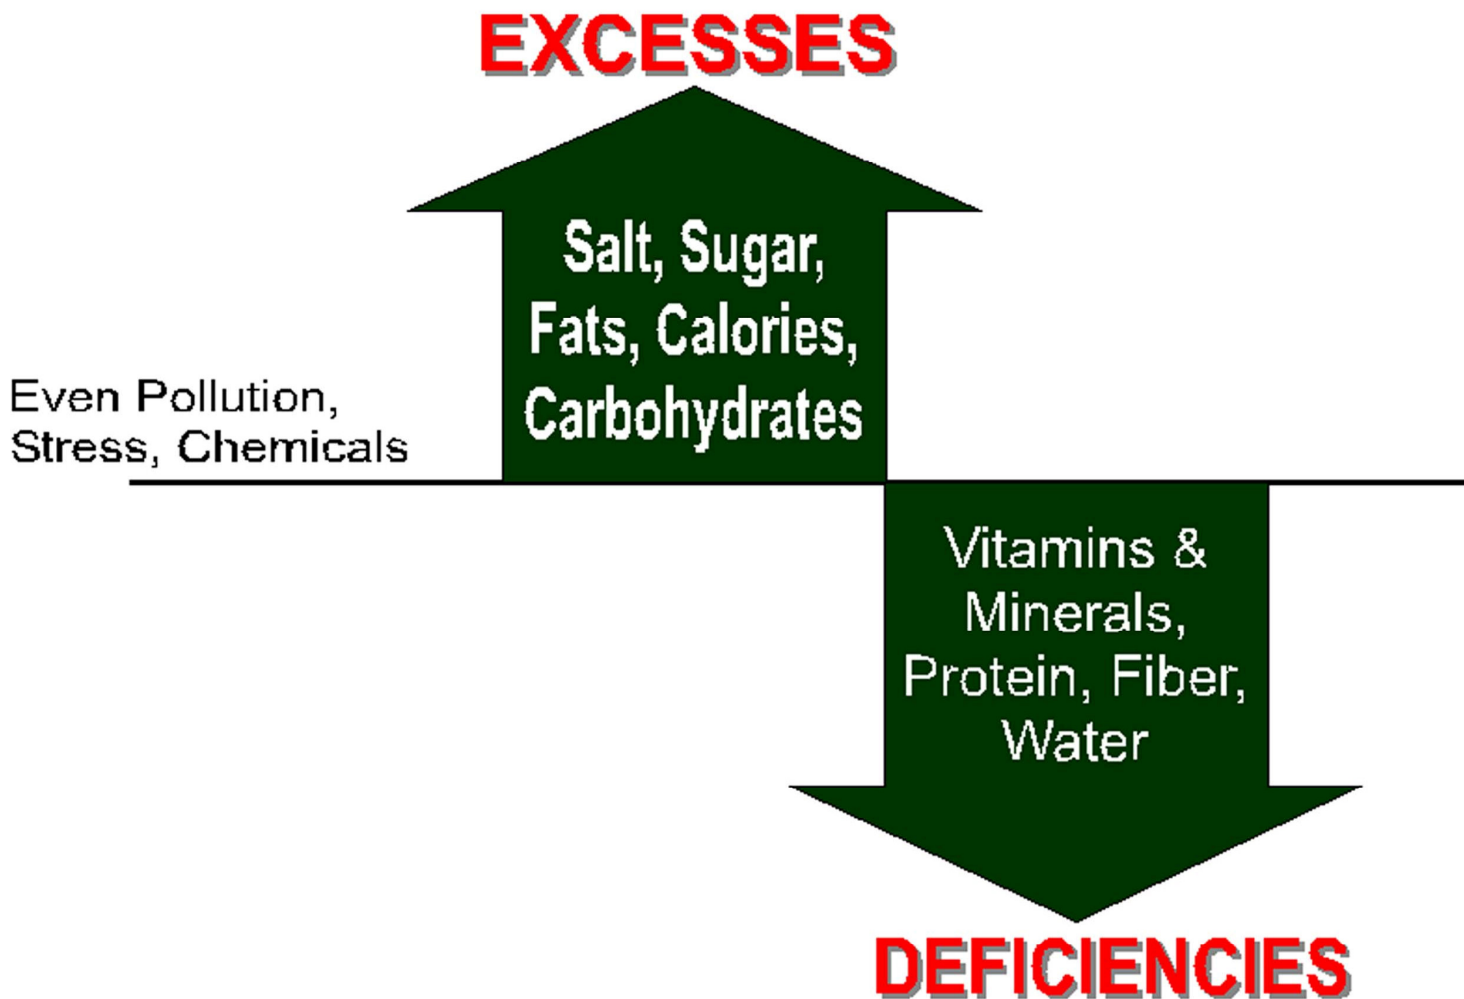 EXCESSES
Salt, Sugar,
Fats, Calories,
Carbohydrates
Even Pollution,
Stress, Chemicals
Vitamins &
Minerals,
Protein, Fiber,
Water
DEFICIENCIES